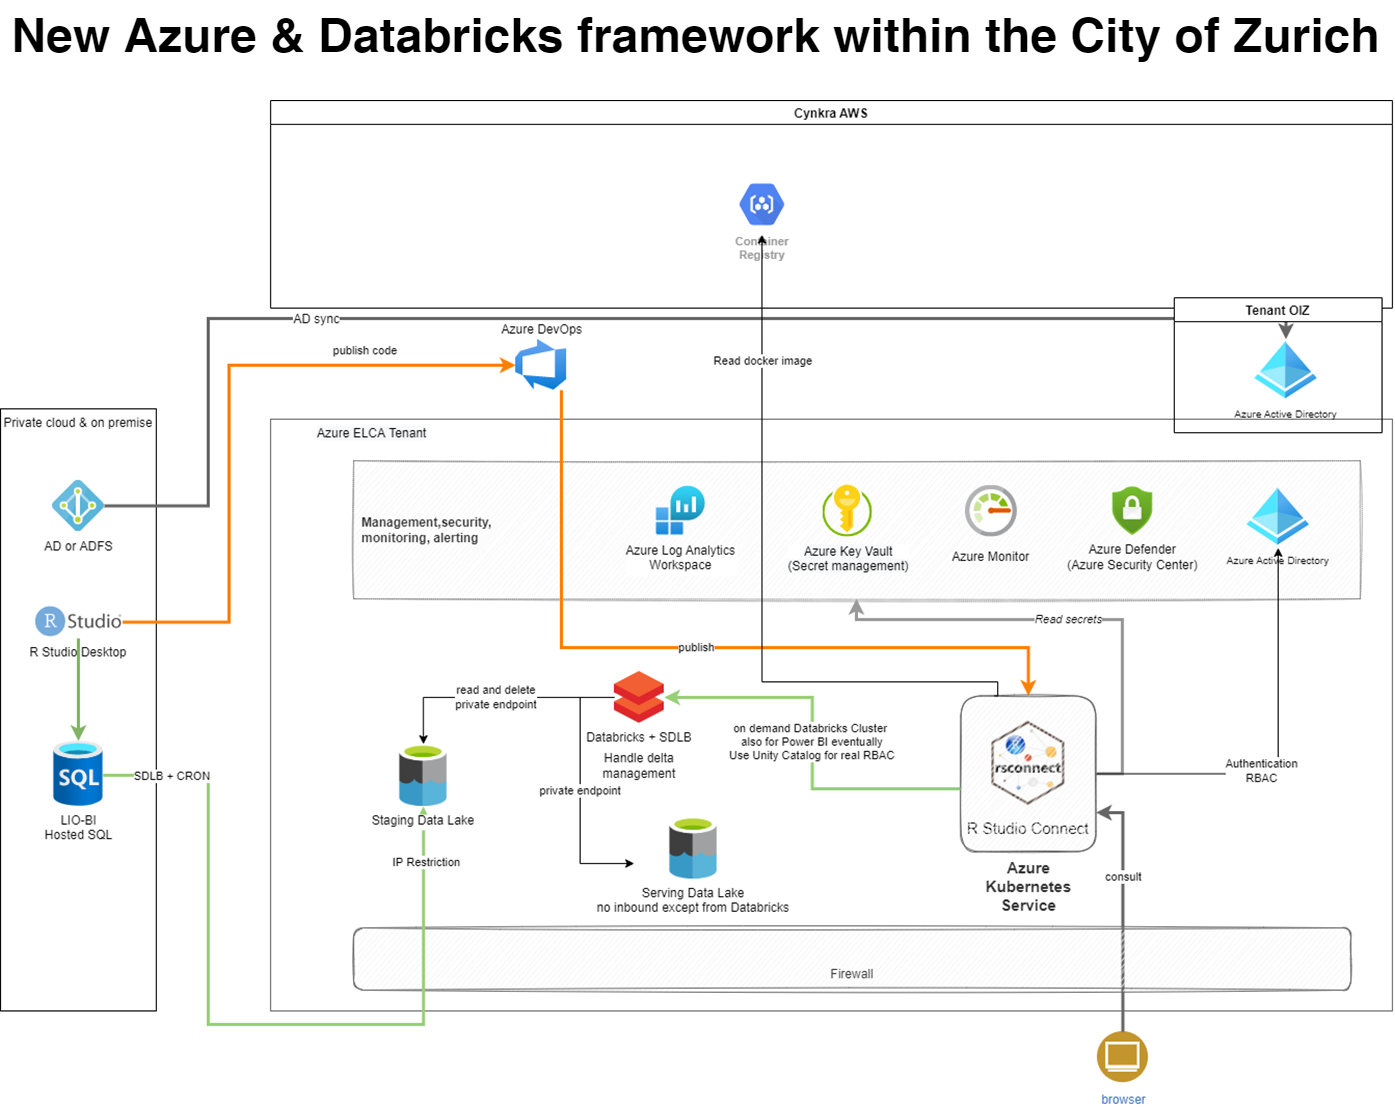 New Azure & Databricks framework within the City of Zurich
Cynkra AWS
Container
Registry
Tenant OIZ
AD sync
Azure DevOps
publish code
Read docker image
Azure Active Directory
Private cloud & on premise
Azure ELCA Tenant
Management,security,
monitoring, alerting
Azure Log Analytics
Workspace
Azure Key Vault
(Secret management)
Azure Monitor
Azure Defender
(Azure Security Center)
Azure Active Directory
AD or ADFS
R Studio
R Studio Desktop
Read secrets
publish
read and delete
private endpoint
Databricks + SDLB
Handle delta
management
on demand Databricks Cluster
also for Power BI eventually
Use Unity Catalog for real RBAC
rsconnect
R Studio Connect
Authentication
RBAC
SQL
SDLB + CRON
LIO-BI
Hosted SQL
private endpoint
Staging Data Lake
IP Restriction
Serving Data Lake
no inbound except from Databricks
Azure
Kubernetes
Service
consult
Firewall
browser